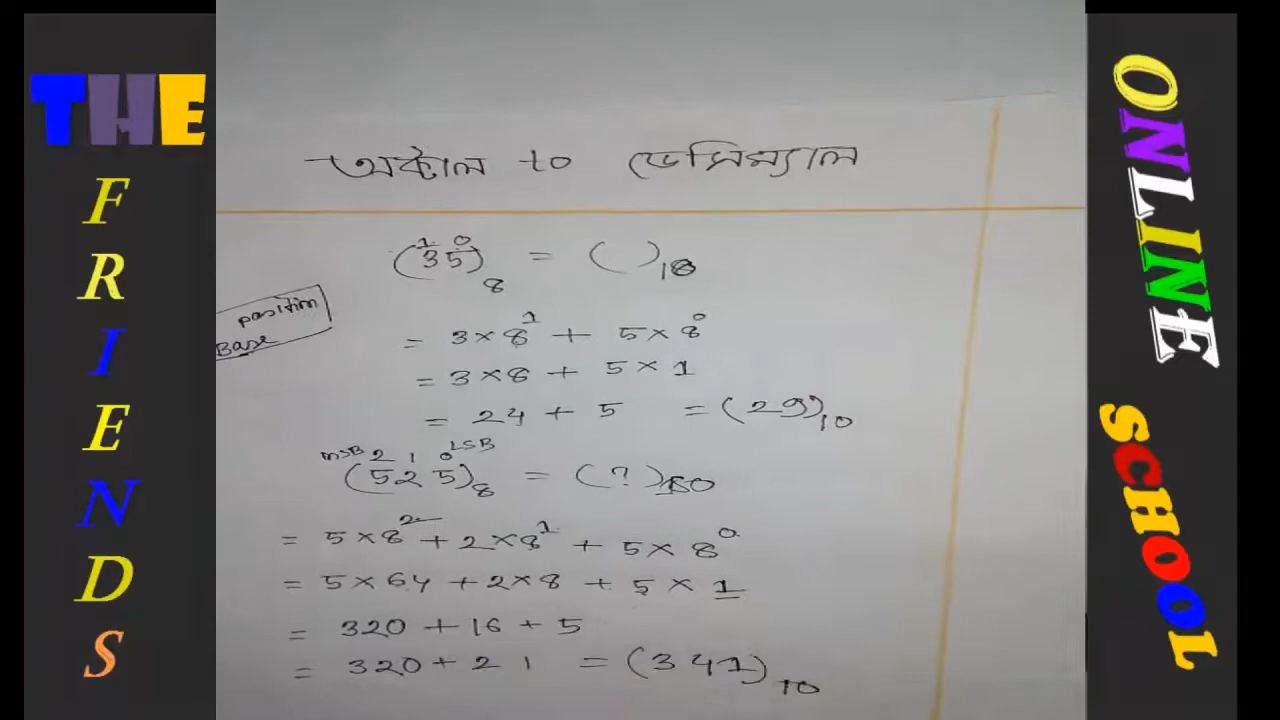 THE
FRIENDS
অক্টাল to ডেসিম্যাল
(35)₈ = ( )₁₀
1 0
position
Base
= 3×8¹ + 5×8⁰
= 3×8 + 5×1
= 24 + 5 = (29)₁₀
MSB 2 1 0 LSB
(525)₈ = (?)₁₀
= 5×8² + 2×8¹ + 5×8⁰
= 5×64 + 2×8 + 5×1
= 320 + 16 + 5
= 320 + 21 = (341)₁₀
ONLINE
SCHOOL